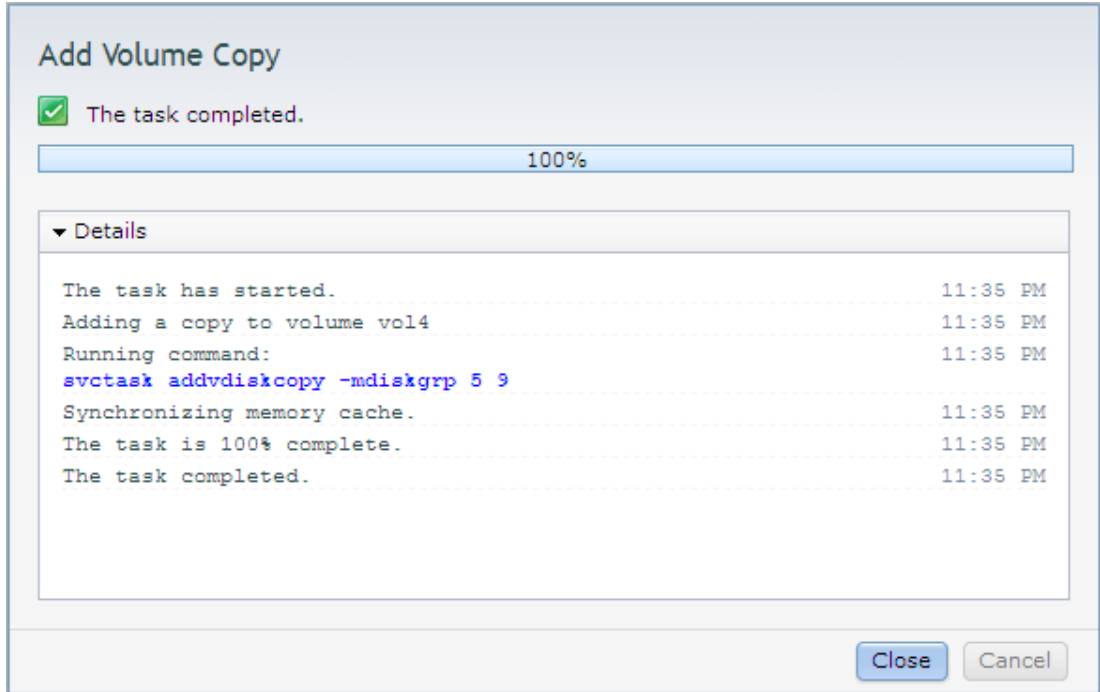 Add Volume Copy
The task completed.
100%
Details
The task has started. 11:35 PM
Adding a copy to volume vol4 11:35 PM
Running command: 11:35 PM
svctask addvdiskcopy -mdiskgrp 5 9
Synchronizing memory cache. 11:35 PM
The task is 100% complete. 11:35 PM
The task completed. 11:35 PM
Close Cancel